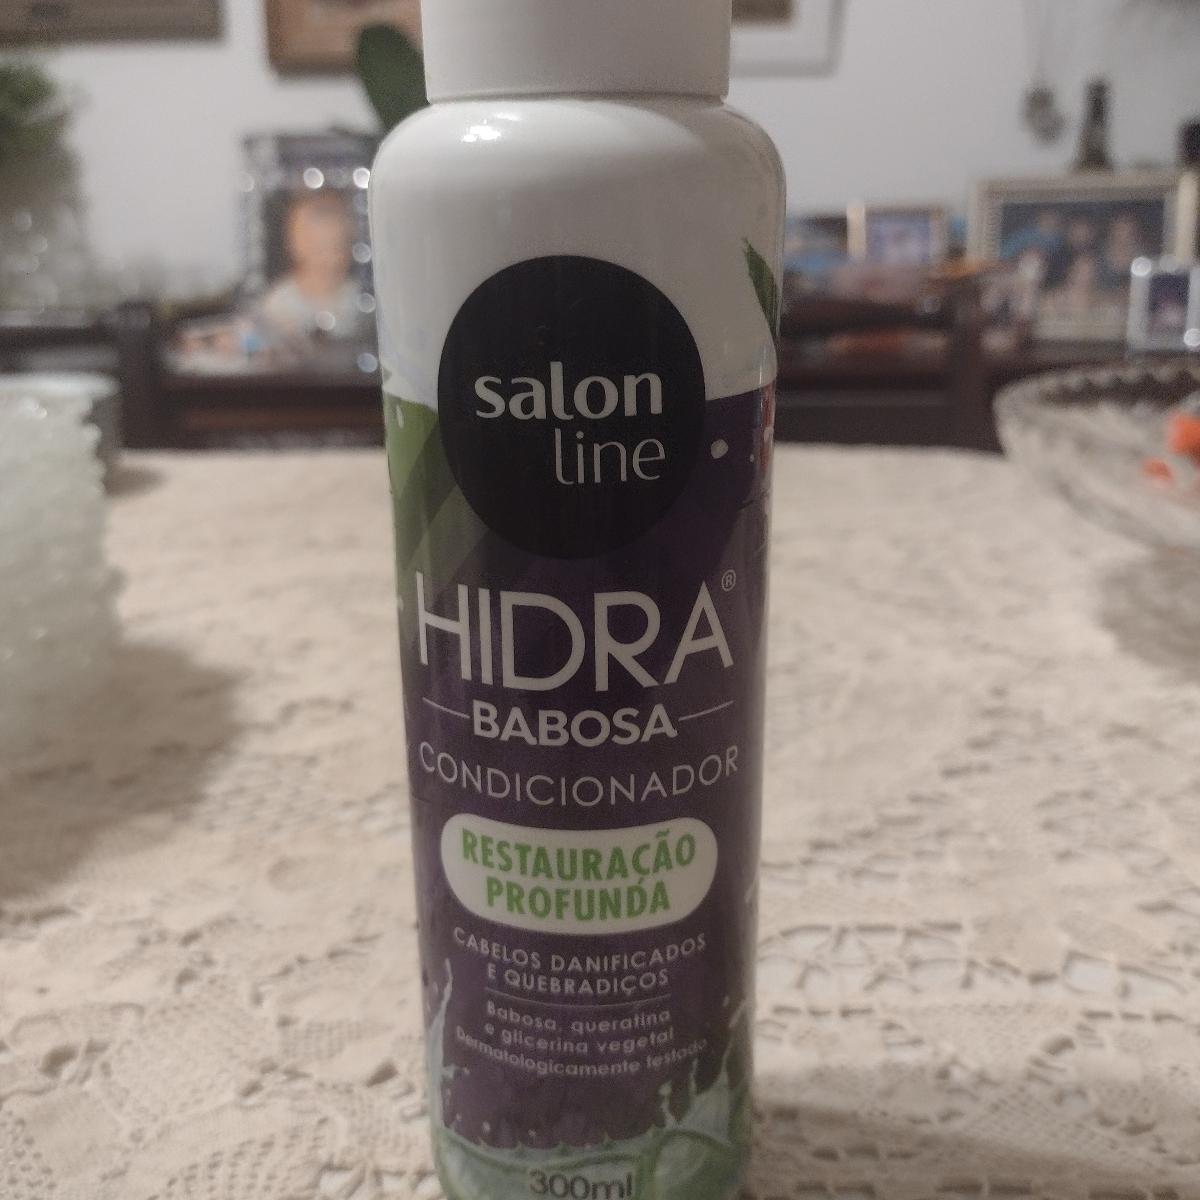 salon
line
HIDRA®
BABOSA
CONDICIONADOR
RESTAURAÇÃO
PROFUNDA
CABELOS DANIFICADOS
E QUEBRADIÇOS
Babosa, queratina
e glicerina vegetal
Dermatologicamente testado
300ml